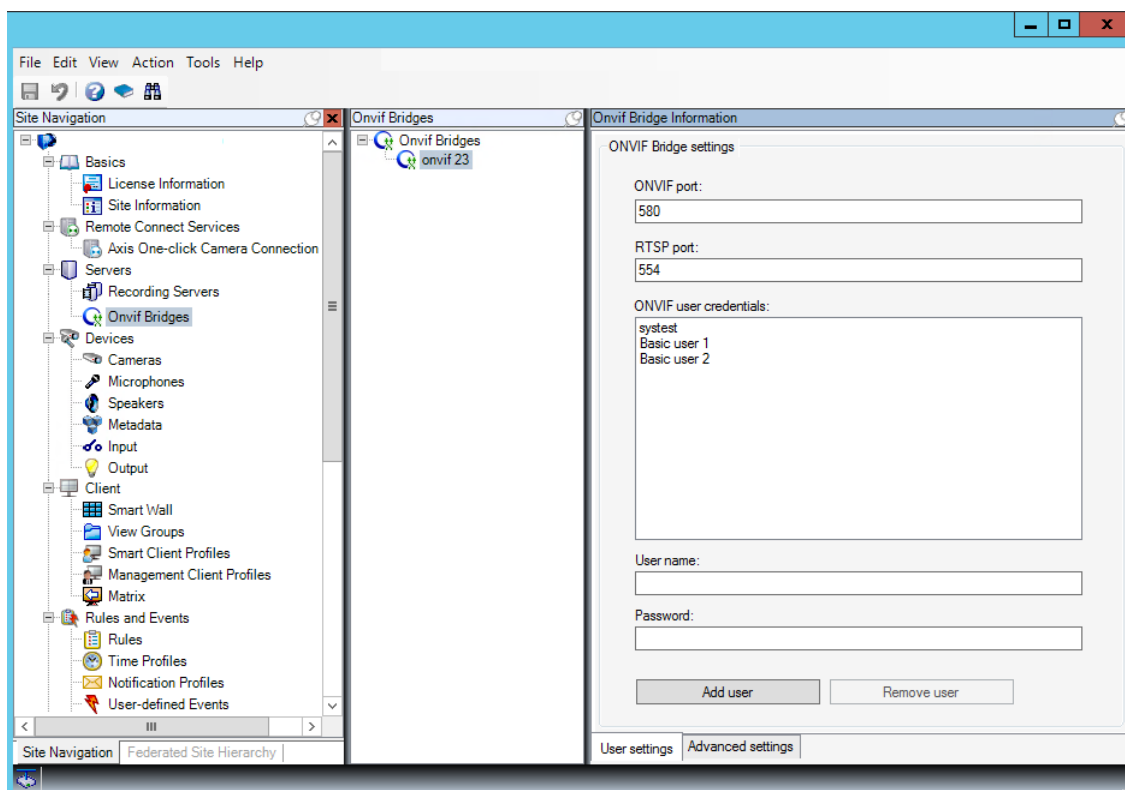 File Edit View Action Tools Help
Site Navigation
Basics
License Information
Site Information
Remote Connect Services
Axis One-click Camera Connection
Servers
Recording Servers
Onvif Bridges
Devices
Cameras
Microphones
Speakers
Metadata
Input
Output
Client
Smart Wall
View Groups
Smart Client Profiles
Management Client Profiles
Matrix
Rules and Events
Rules
Time Profiles
Notification Profiles
User-defined Events
Site Navigation Federated Site Hierarchy
Onvif Bridges
Onvif Bridges
onvif 23
Onvif Bridge Information
ONVIF Bridge settings
ONVIF port:
580
RTSP port:
554
ONVIF user credentials:
systest
Basic user 1
Basic user 2
User name:
Password:
Add user Remove user
User settings Advanced settings